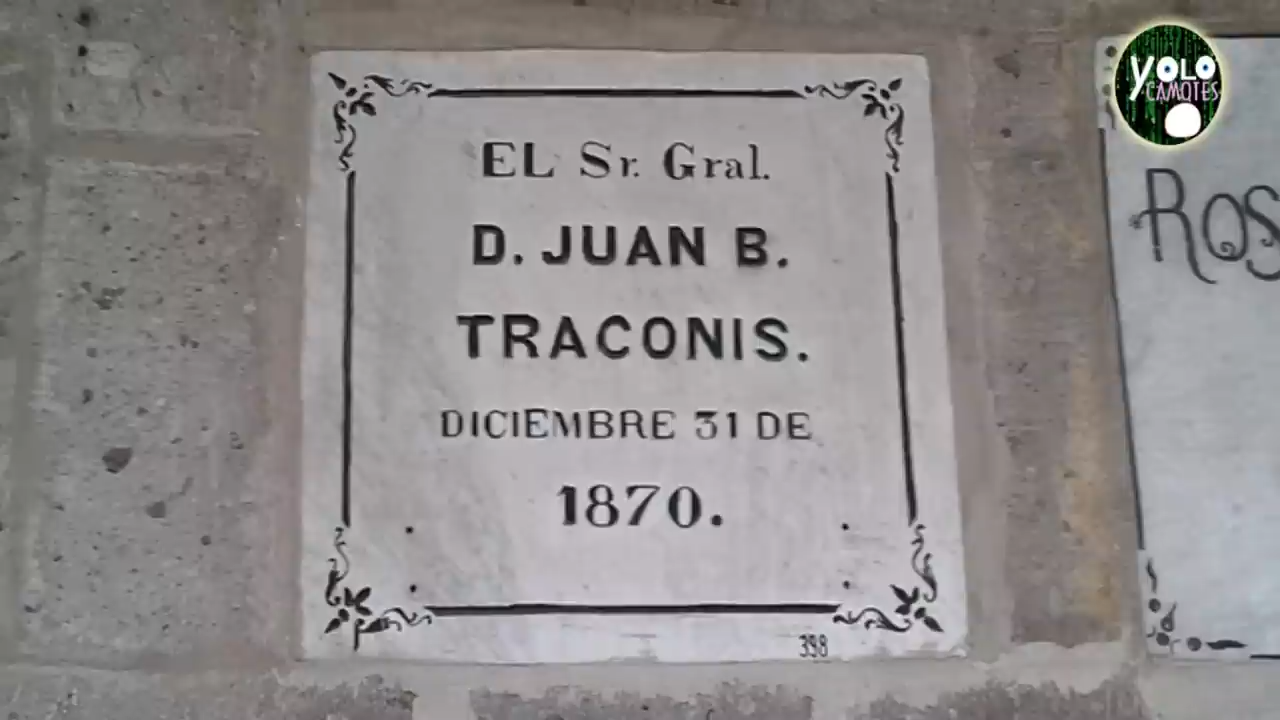 EL Sr. Gral.
D. JUAN B.
TRACONIS.
DICIEMBRE 31 DE
1870.
398
YOLO
CAMOTES
ROS